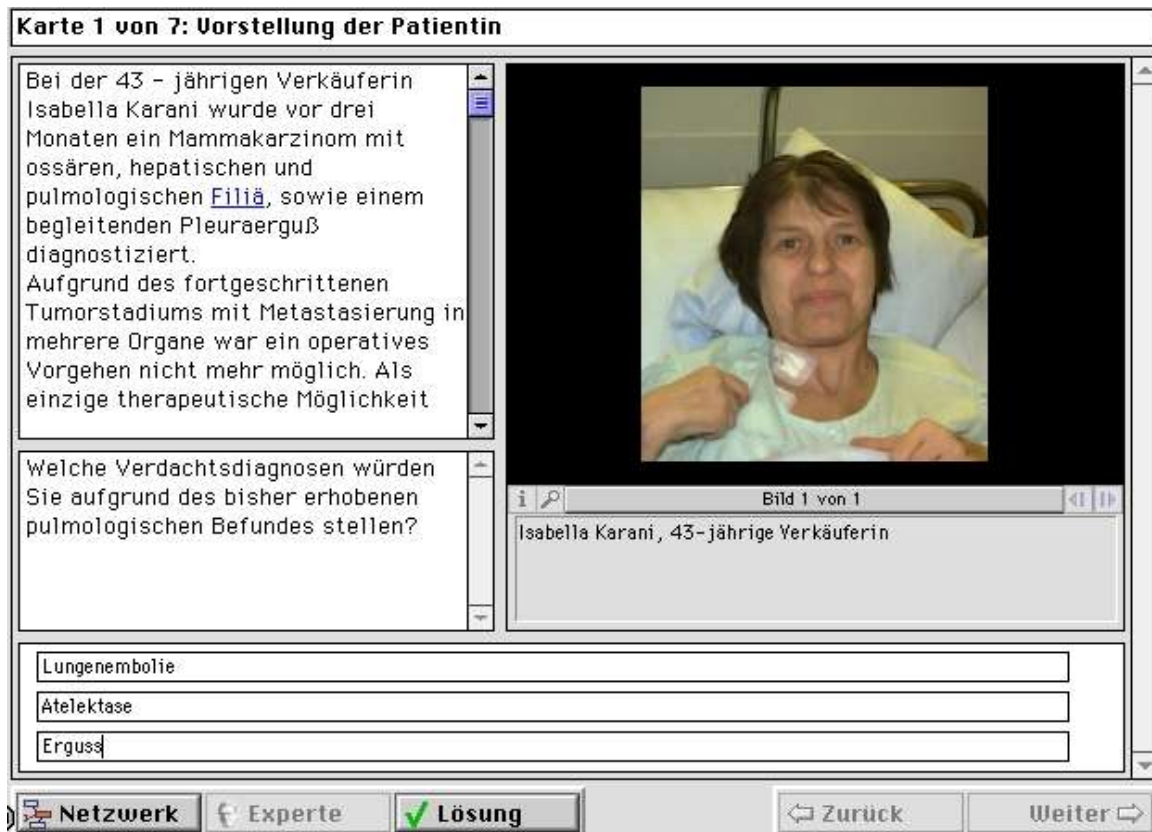 Karte 1 von 7: Vorstellung der Patientin
Bei der 43 - jährigen Verkäuferin
Isabella Karani wurde vor drei
Monaten ein Mammakarzinom mit
ossären, hepatischen und
pulmologischen Filiä, sowie einem
begleitenden Pleuraerguß
diagnostiziert.
Aufgrund des fortgeschrittenen
Tumorstadiums mit Metastasierung in
mehrere Organe war ein operatives
Vorgehen nicht mehr möglich. Als
einzige therapeutische Möglichkeit
Welche Verdachtsdiagnosen würden
Sie aufgrund des bisher erhobenen
pulmologischen Befundes stellen?
Bild 1 von 1
Isabella Karani, 43-jährige Verkäuferin
Lungenembolie
Atelektase
Erguss
Netzwerk Experte Lösung Zurück Weiter